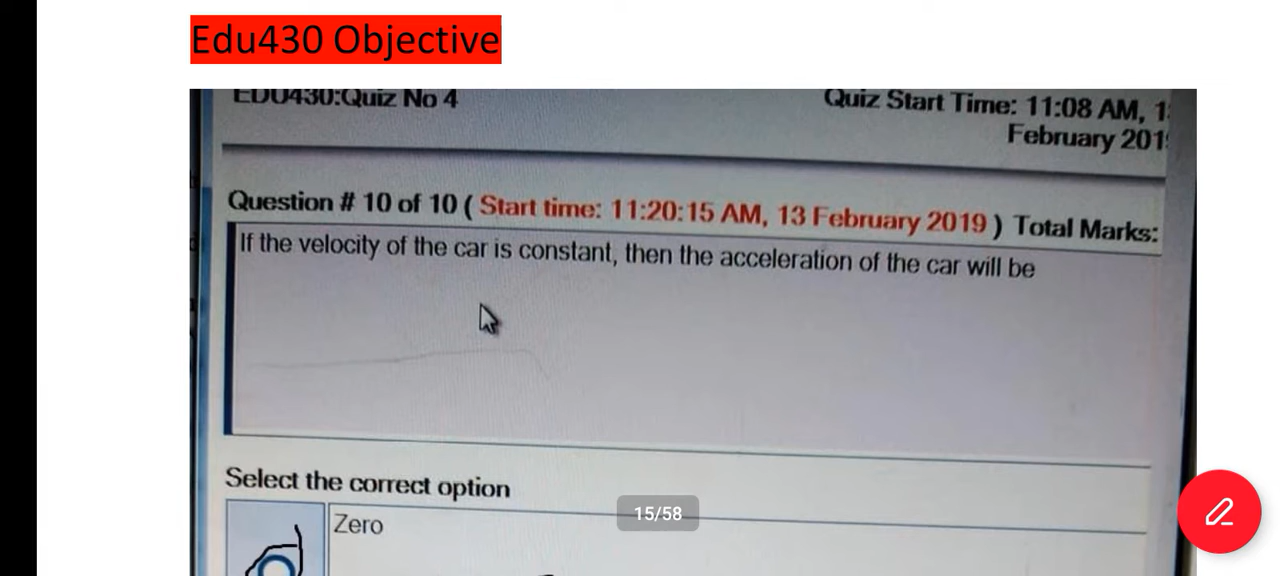 Edu430 Objective
EDU430:Quiz No 4
Quiz Start Time: 11:08 AM, 1
February 201
Question # 10 of 10 ( Start time: 11:20:15 AM, 13 February 2019 ) Total Marks:
If the velocity of the car is constant, then the acceleration of the car will be
Select the correct option
Zero
15/58